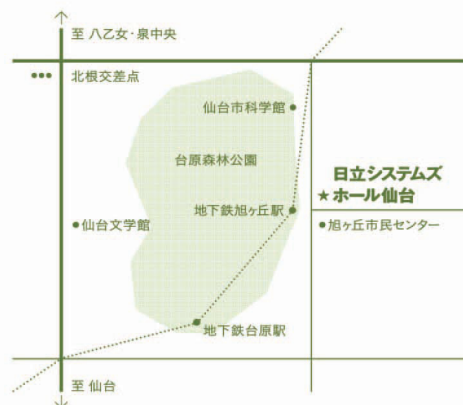 至 八乙女・泉中央
北根交差点
仙台市科学館
台原森林公園
日立システムズ
★ホール仙台
地下鉄旭ヶ丘駅
仙台文学館
旭ヶ丘市民センター
地下鉄台原駅
至 仙台